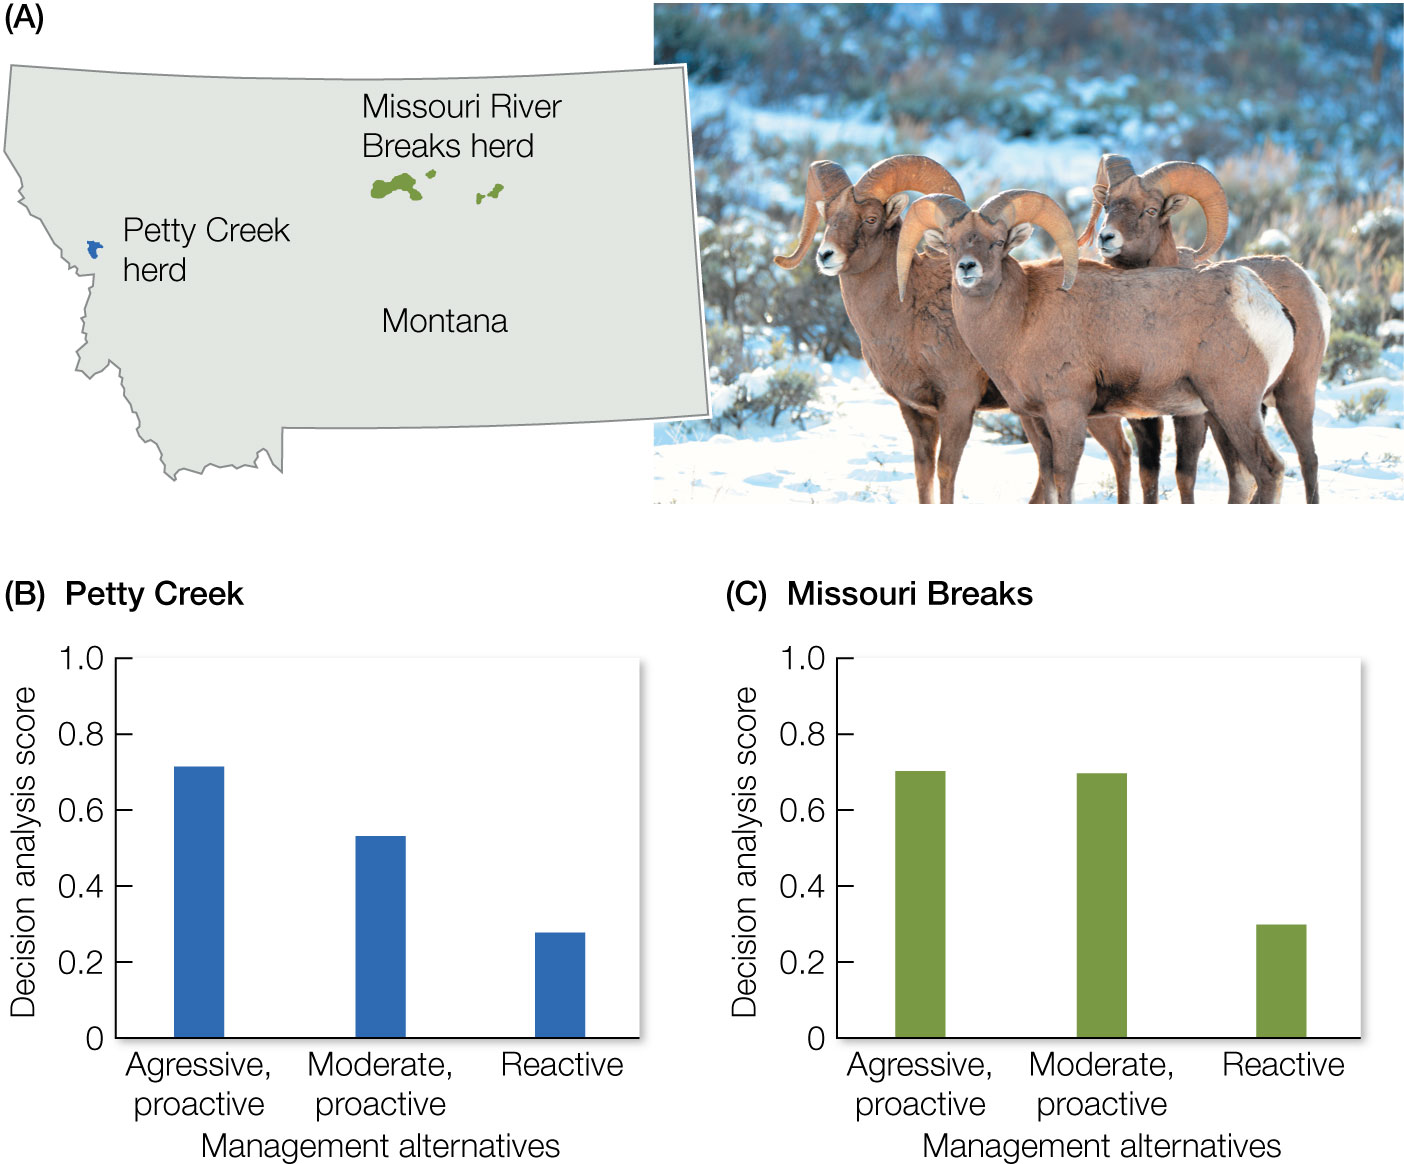 (A)
Missouri River
Breaks herd
Petty Creek
herd
Montana
(B) Petty Creek
Decision analysis score
1.0
0.8
0.6
0.4
0.2
0
Agressive,
proactive
Moderate,
proactive
Reactive
Management alternatives
(C) Missouri Breaks
Decision analysis score
1.0
0.8
0.6
0.4
0.2
0
Agressive,
proactive
Moderate,
proactive
Reactive
Management alternatives